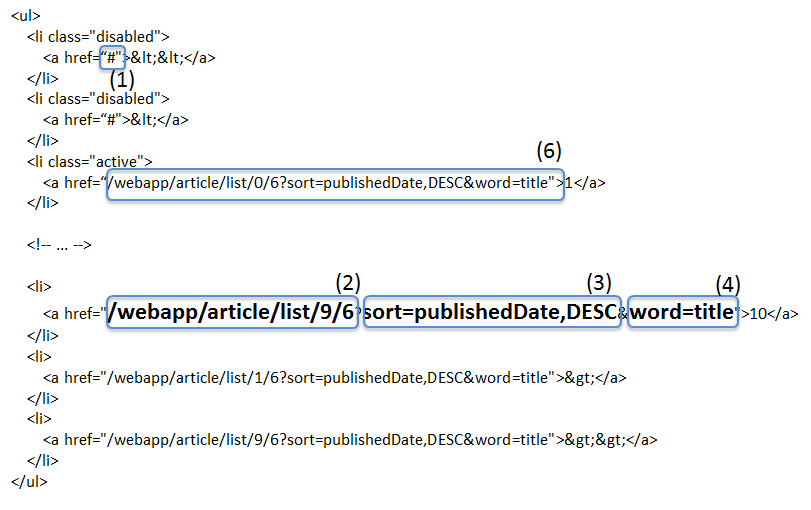 <ul>
<li class="disabled">
<a href=“#">&lt;&lt;</a>
(1)
</li>
<li class="disabled">
<a href=“#">&lt;</a>
</li>
(6)
<li class="active">
<a href=“/webapp/article/list/0/6?sort=publishedDate,DESC&word=title">1</a>
</li>
<!-- ... -->
<li>
(2) (3) (4)
<a href="/webapp/article/list/9/6?sort=publishedDate,DESC&word=title">10</a>
</li>
<li>
<a href="/webapp/article/list/1/6?sort=publishedDate,DESC&word=title">&gt;</a>
</li>
<li>
<a href="/webapp/article/list/9/6?sort=publishedDate,DESC&word=title">&gt;&gt;</a>
</li>
</ul>